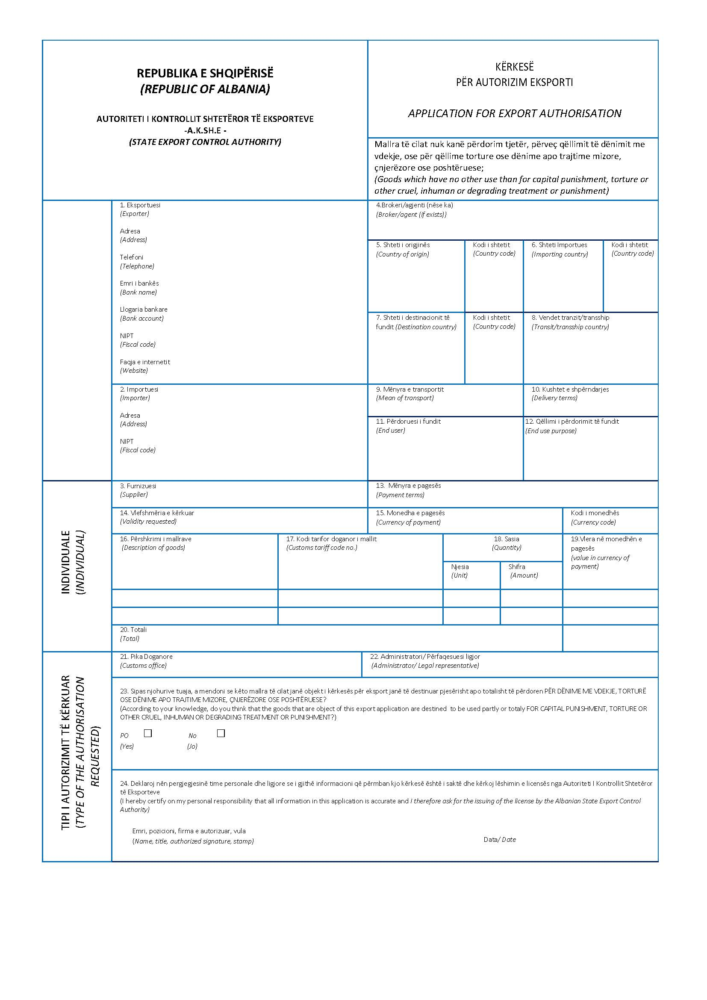 REPUBLIKA E SHQIPËRISË
(REPUBLIC OF ALBANIA)
AUTORITETI I KONTROLLIT SHTETËROR TË EKSPORTEVE
-A.K.SH.E -
(STATE EXPORT CONTROL AUTHORITY)
KËRKESË
PËR AUTORIZIM EKSPORTI
APPLICATION FOR EXPORT AUTHORISATION
Mallra të cilat nuk kanë përdorim tjetër, përveç qëllimit të dënimit me
vdekje, ose për qëllime torture ose dënime apo trajtime mizore,
çnjerëzore ose poshtëruese;
(Goods which have no other use than for capital punishment, torture or
other cruel, inhuman or degrading treatment or punishment)
1. Eksportuesi
(Exporter)
Adresa
(Address)
Telefoni
(Telephone)
Emri i bankës
(Bank name)
Llogaria bankare
(Bank account)
NIPT
(Fiscal code)
Faqja e internetit
(Website)
4.Brokeri/agjenti (nëse ka)
(Broker/agent (if exists))
5. Shteti i origjinës
(Country of origin)
Kodi i shtetit
(Country code)
6. Shteti Importues
(Importing country)
Kodi i shtetit
(Country code)
7. Shteti i destinacionit të
fundit (Destination country)
Kodi i shtetit
(Country code)
8. Vendet tranzit/transship
(Transit/transship country)
2. Importuesi
(Importer)
Adresa
(Address)
NIPT
(Fiscal code)
9. Mënyra e transportit
(Mean of transport)
10. Kushtet e shpërndarjes
(Delivery terms)
11. Përdoruesi i fundit
(End user)
12. Qëllimi i përdorimit të fundit
(End use purpose)
INDIVIDUALE
(INDIVIDUAL)
3. Furnizuesi
(Supplier)
13. Mënyra e pagesës
(Payment terms)
14. Vlefshmëria e kërkuar
(Validity requested)
15. Monedha e pagesës
(Currency of payment)
Kodi i monedhës
(Currency code)
16. Përshkrimi i mallrave
(Description of goods)
17. Kodi tarifor doganor i mallit
(Customs tariff code no.)
18. Sasia
(Quantity)
Njesia
(Unit)
Shifra
(Amount)
19.Vlera në monedhën e
pagesës
(value in currency of
payment)
20. Totali
(Total)
TIPI I AUTORIZIMIT TË KËRKUAR
(TYPE OF THE AUTHORISATION
REQUESTED)
21. Pika Doganore
(Customs office)
22. Administratori/ Përfaqesuesi ligjor
(Administrator/ Legal representative)
23. Sipas njohurive tuaja, a mendoni se këto mallra të cilat janë objekt i kërkesës për eksport janë të destinuar pjesërisht apo totalisht të përdoren PËR DËNIME ME VDEKJE, TORTURË
OSE DËNIME APO TRAJTIME MIZORE, ÇNJERËZORE OSE POSHTËRUESE?
(According to your knowledge, do you think that the goods that are object of this export application are destined to be used partly or totaly FOR CAPITAL PUNISHMENT, TORTURE OR
OTHER CRUEL, INHUMAN OR DEGRADING TREATMENT OR PUNISHMENT?)
PO No
(Yes) (Jo)
24. Deklaroj nën pergjegjesinë time personale dhe ligjore se i gjithë informacioni që përmban kjo kërkesë është i saktë dhe kërkoj lëshimin e licensës nga Autoriteti I Kontrollit Shtetëror
të Eksporteve
(I hereby certify on my personal responsibility that all information in this application is accurate and I therefore ask for the issuing of the license by the Albanian State Export Control
Authority)
Emri, pozicioni, firma e autorizuar, vula
(Name, title, authorized signature, stamp)
Data/ Date